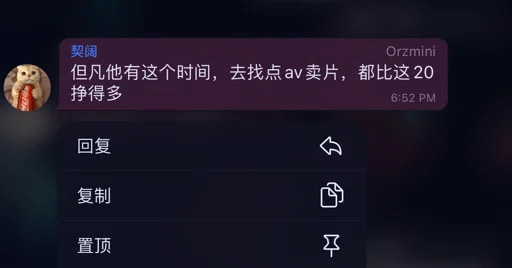 契阔 Orzmini
但凡他有这个时间，去找点av卖片，都比这20
挣得多 6:52 PM
回复
复制
置顶